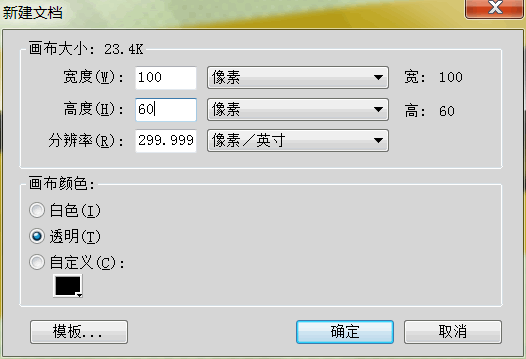 新建文档
画布大小: 23.4K
宽度(W): 100 像素 宽: 100
高度(H): 60 像素 高: 60
分辨率(R): 299.999 像素/英寸
画布颜色:
白色(I)
透明(T)
自定义(C):
模板... 确定 取消